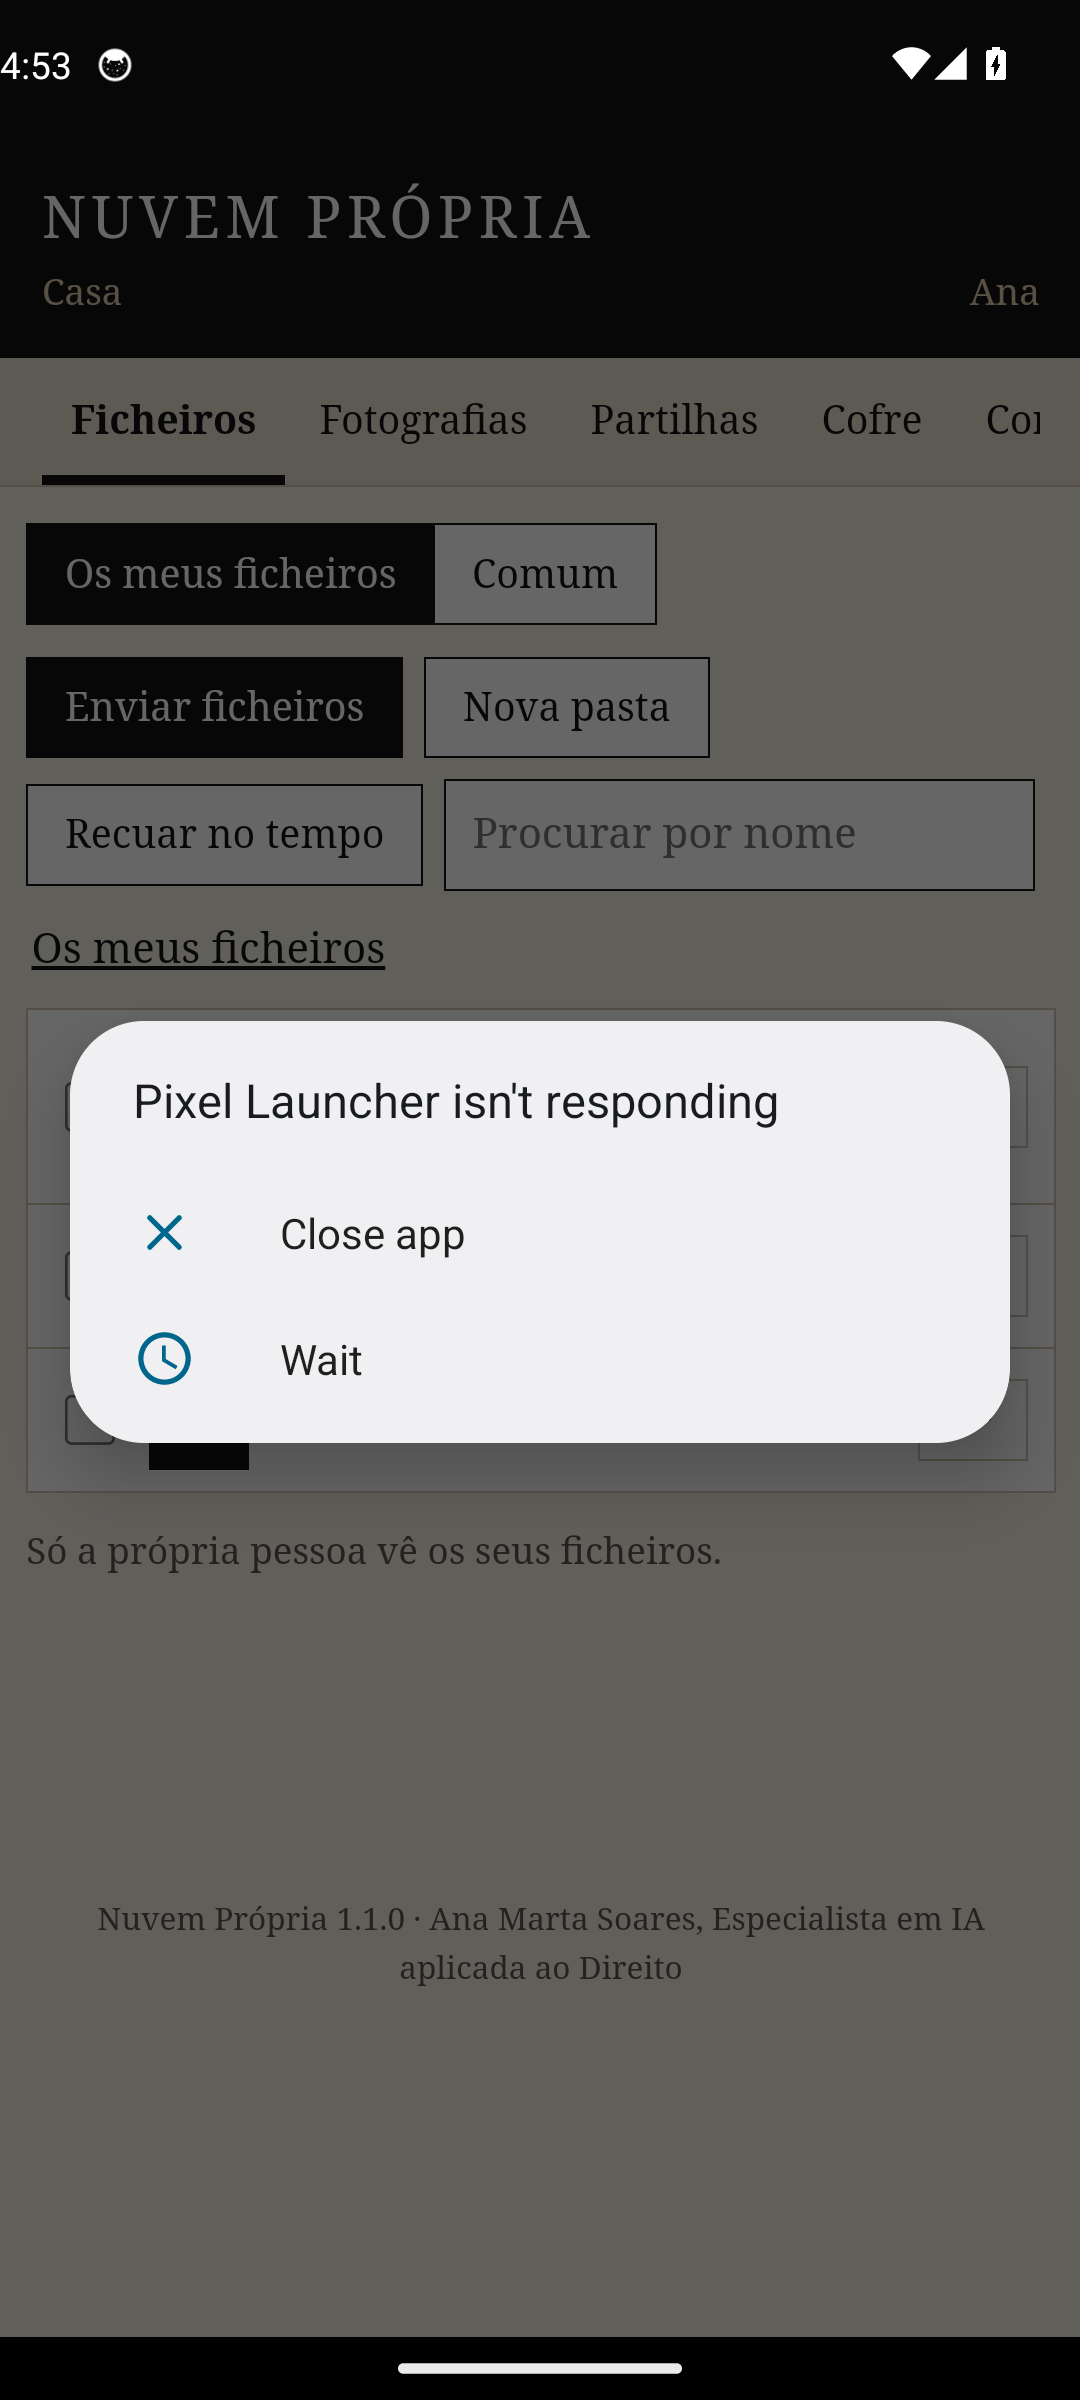 4:53
NUVEM PRÓPRIA
Casa
Ana
Ficheiros
Fotografias
Partilhas
Cofre
Os meus ficheiros
Comum
Enviar ficheiros
Nova pasta
Recuar no tempo
Procurar por nome
Os meus ficheiros
Pixel Launcher isn't responding
Close app
Wait
Só a própria pessoa vê os seus ficheiros.
Nuvem Própria 1.1.0 · Ana Marta Soares, Especialista em IA
aplicada ao Direito